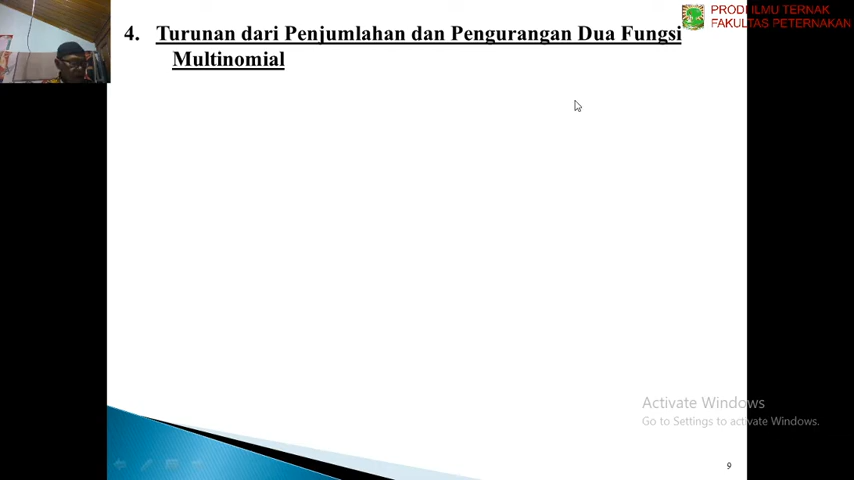 PRODI ILMU TERNAK
FAKULTAS PETERNAKAN
4. Turunan dari Penjumlahan dan Pengurangan Dua Fungsi
Multinomial
Activate Windows
Go to Settings to activate Windows.
9